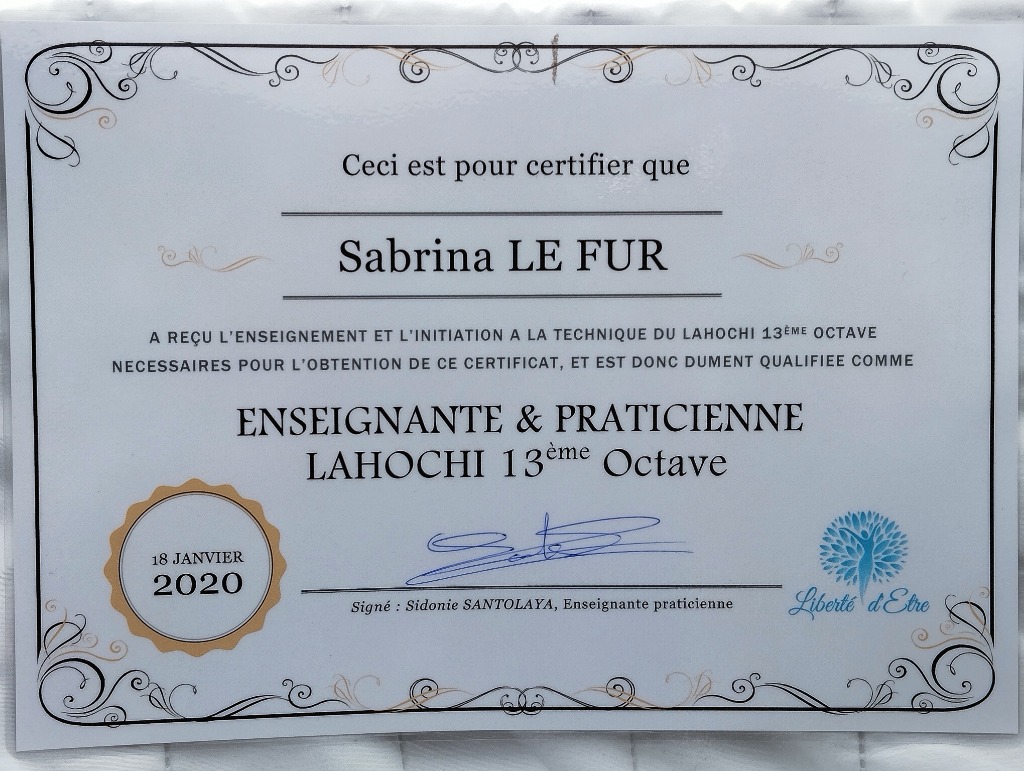 Ceci est pour certifier que
Sabrina LE FUR
A REÇU L'ENSEIGNEMENT ET L'INITIATION A LA TECHNIQUE DU LAHOCHI 13ÈME OCTAVE
NECESSAIRES POUR L'OBTENTION DE CE CERTIFICAT, ET EST DONC DUMENT QUALIFIEE COMME
ENSEIGNANTE & PRATICIENNE
LAHOCHI 13ème Octave
18 JANVIER
2020
Signé : Sidonie SANTOLAYA, Enseignante praticienne
Liberté d'Etre